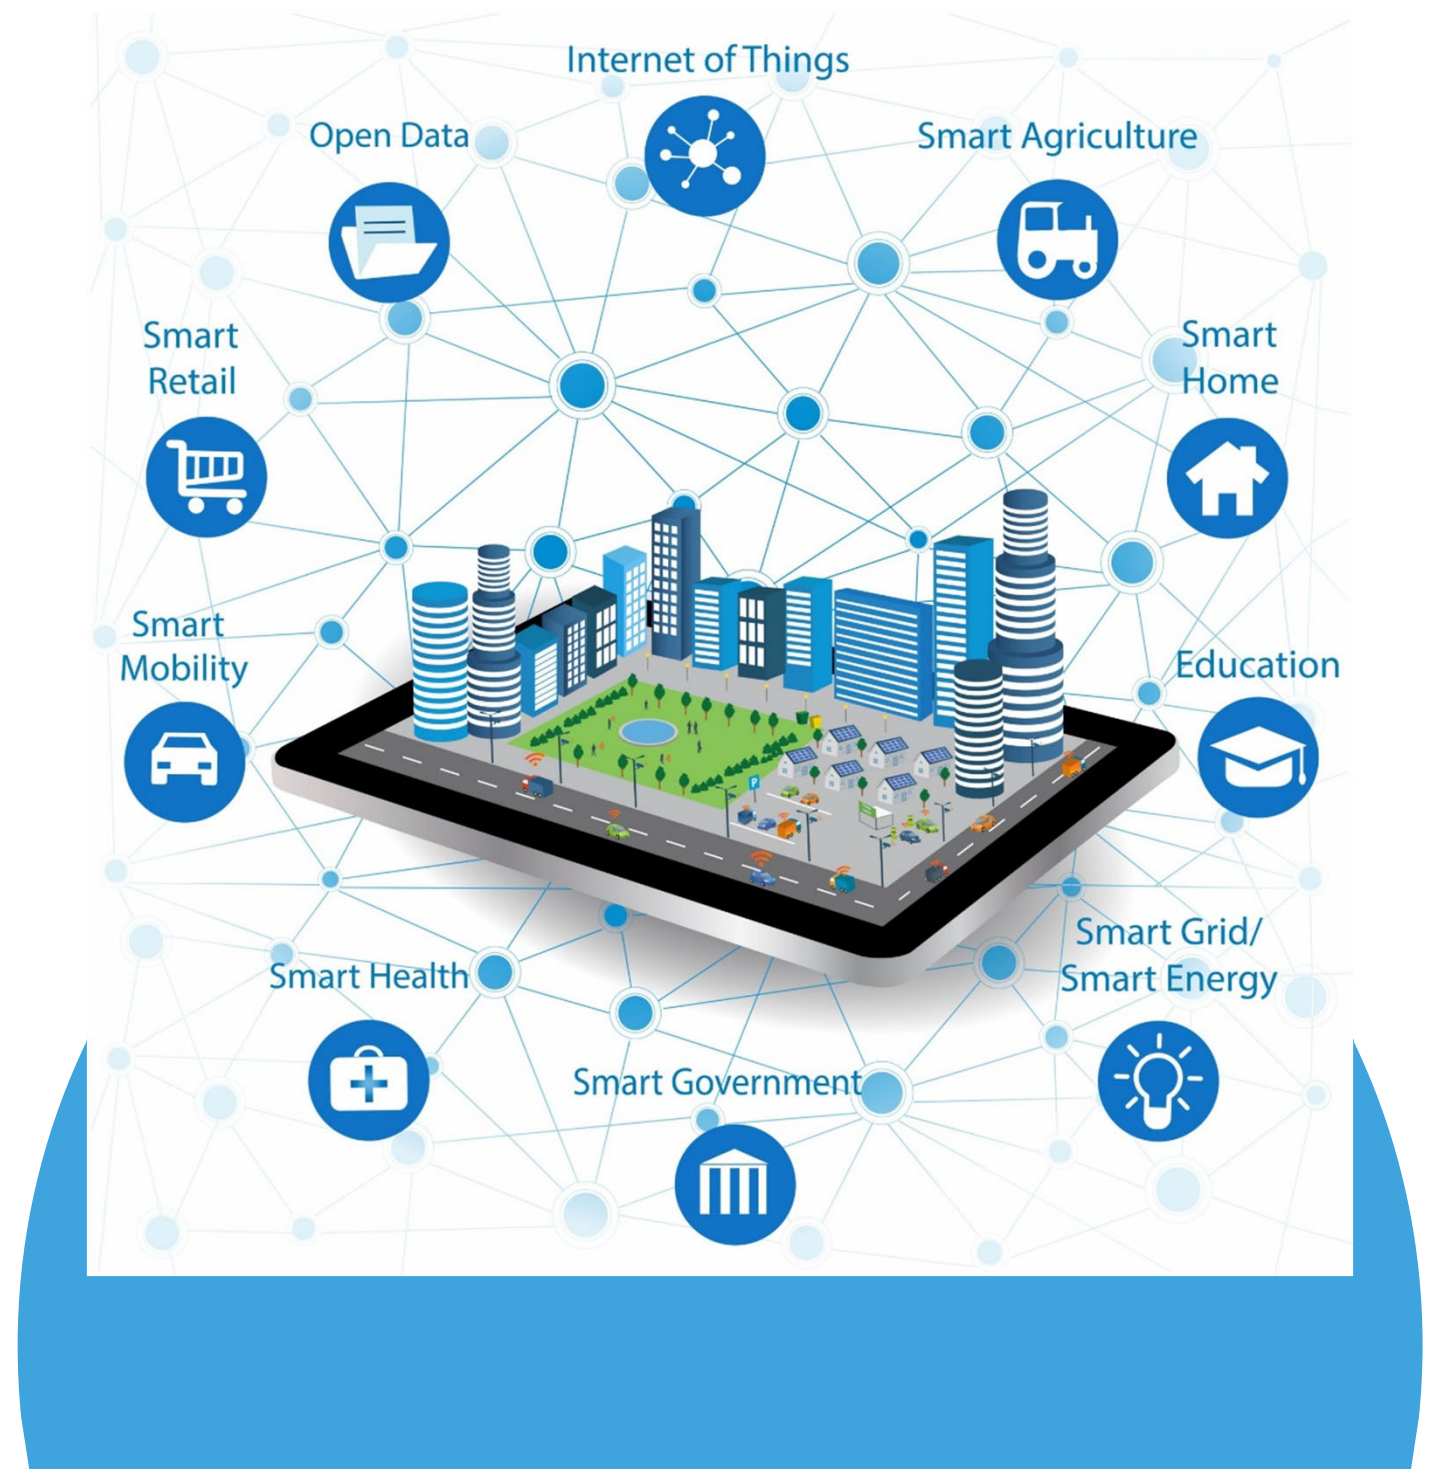 Internet of Things
Open Data
Smart Agriculture
Smart
Retail
Smart
Home
Smart
Mobility
Education
Smart Grid/
Smart Energy
Smart Health
Smart Government
P